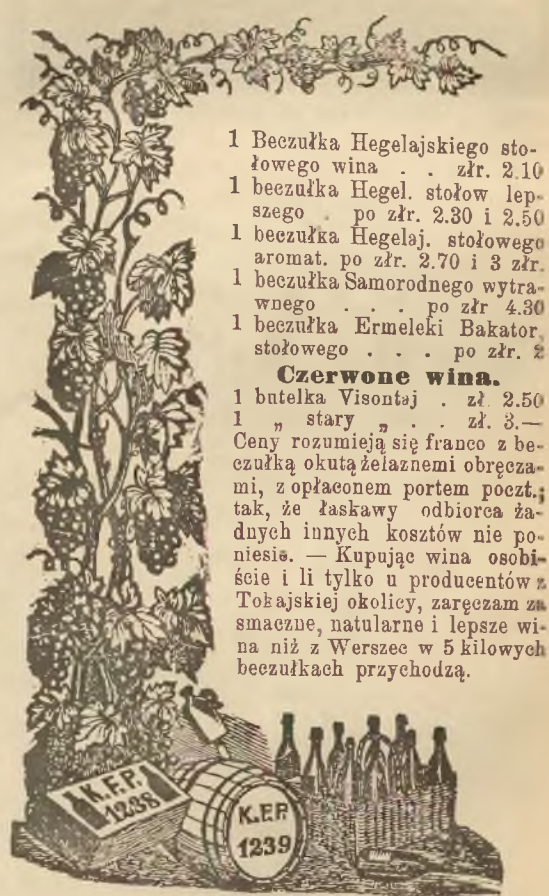 1 Beczułka Hegelajskiego sto-
łowego wina . . złr. 2.10
1 beczułka Hegel. stołow lep-
szego . po złr. 2.30 i 2.50
1 beczułka Hegelaj. stołowego
aromat. po złr. 2.70 i 3 złr.
1 beczułka Samorodnego wytra-
wnego . . . po złr 4.30
1 beczułka Ermeleki Bakator
stołowego . . . po złr. 2
Czerwone wina.
1 butelka Visontaj . zł. 2.50
1 „ stary „ . . zł. 3.—
Ceny rozumieją się franco z be-
czułką okutą żelaznemi obręcza-
mi, z opłaconem portem poczt.;
tak, że łaskawy odbiorca ża-
dnych innych kosztów nie po-
niesie. — Kupując wina osobi-
ście i li tylko u producentów z
Tokajskiej okolicy, zaręczam za
smaczne, natularne i lepsze wi-
na niż z Werszec w 5 kilowych
beczułkach przychodzą.
K.F.P.
1238
K.F.P.
1239